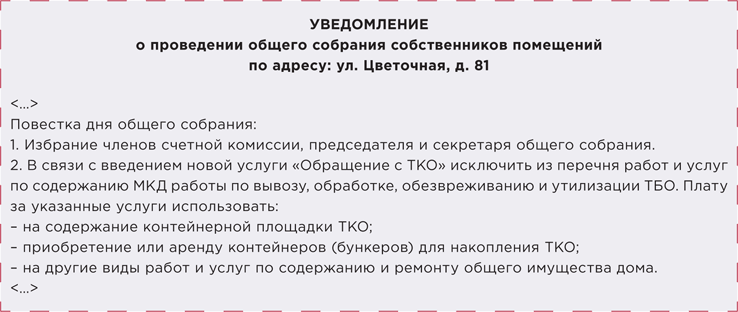 УВЕДОМЛЕНИЕ
о проведении общего собрания собственников помещений
по адресу: ул. Цветочная, д. 81
<...>
Повестка дня общего собрания:
1. Избрание членов счетной комиссии, председателя и секретаря общего собрания.
2. В связи с введением новой услуги «Обращение с ТКО» исключить из перечня работ и услуг
по содержанию МКД работы по вывозу, обработке, обезвреживанию и утилизации ТБО. Плату
за указанные услуги использовать:
– на содержание контейнерной площадки ТКО;
– приобретение или аренду контейнеров (бункеров) для накопления ТКО;
– на другие виды работ и услуг по содержанию и ремонту общего имущества дома.
<...>